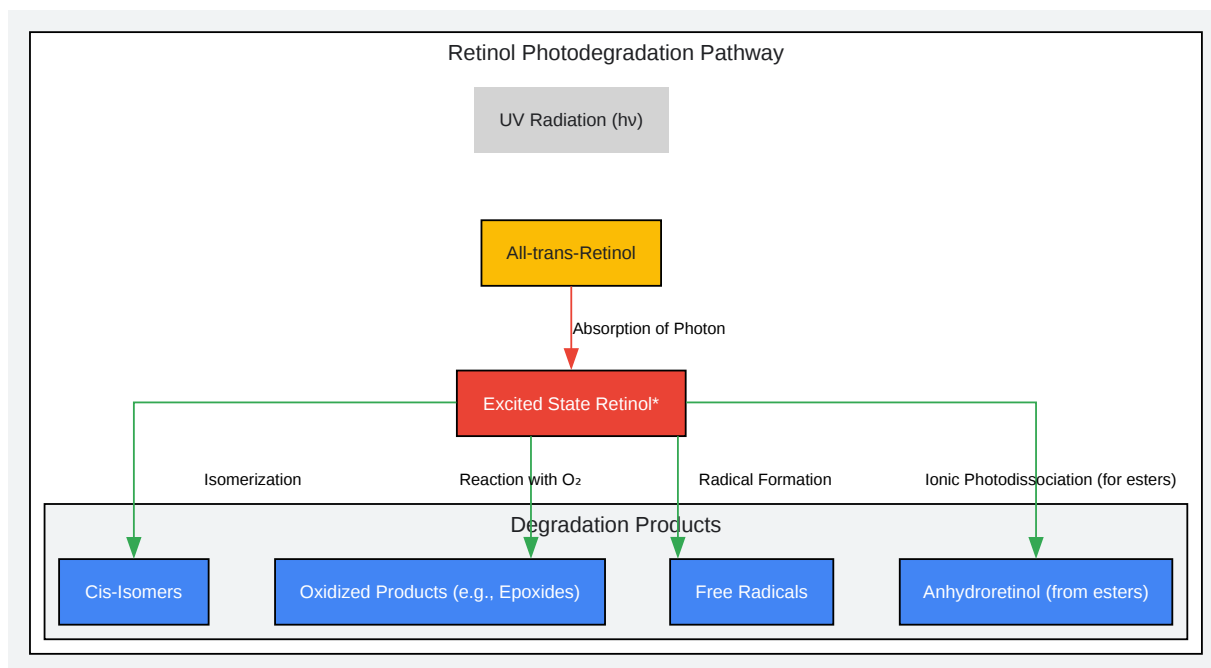 Retinol Photodegradation Pathway
UV Radiation (hν)
All-trans-Retinol
Absorption of Photon
Excited State Retinol*
Isomerization
Reaction with O₂
Radical Formation
Ionic Photodissociation (for esters)
Degradation Products
Cis-Isomers
Oxidized Products (e.g., Epoxides)
Free Radicals
Anhydroretinol (from esters)